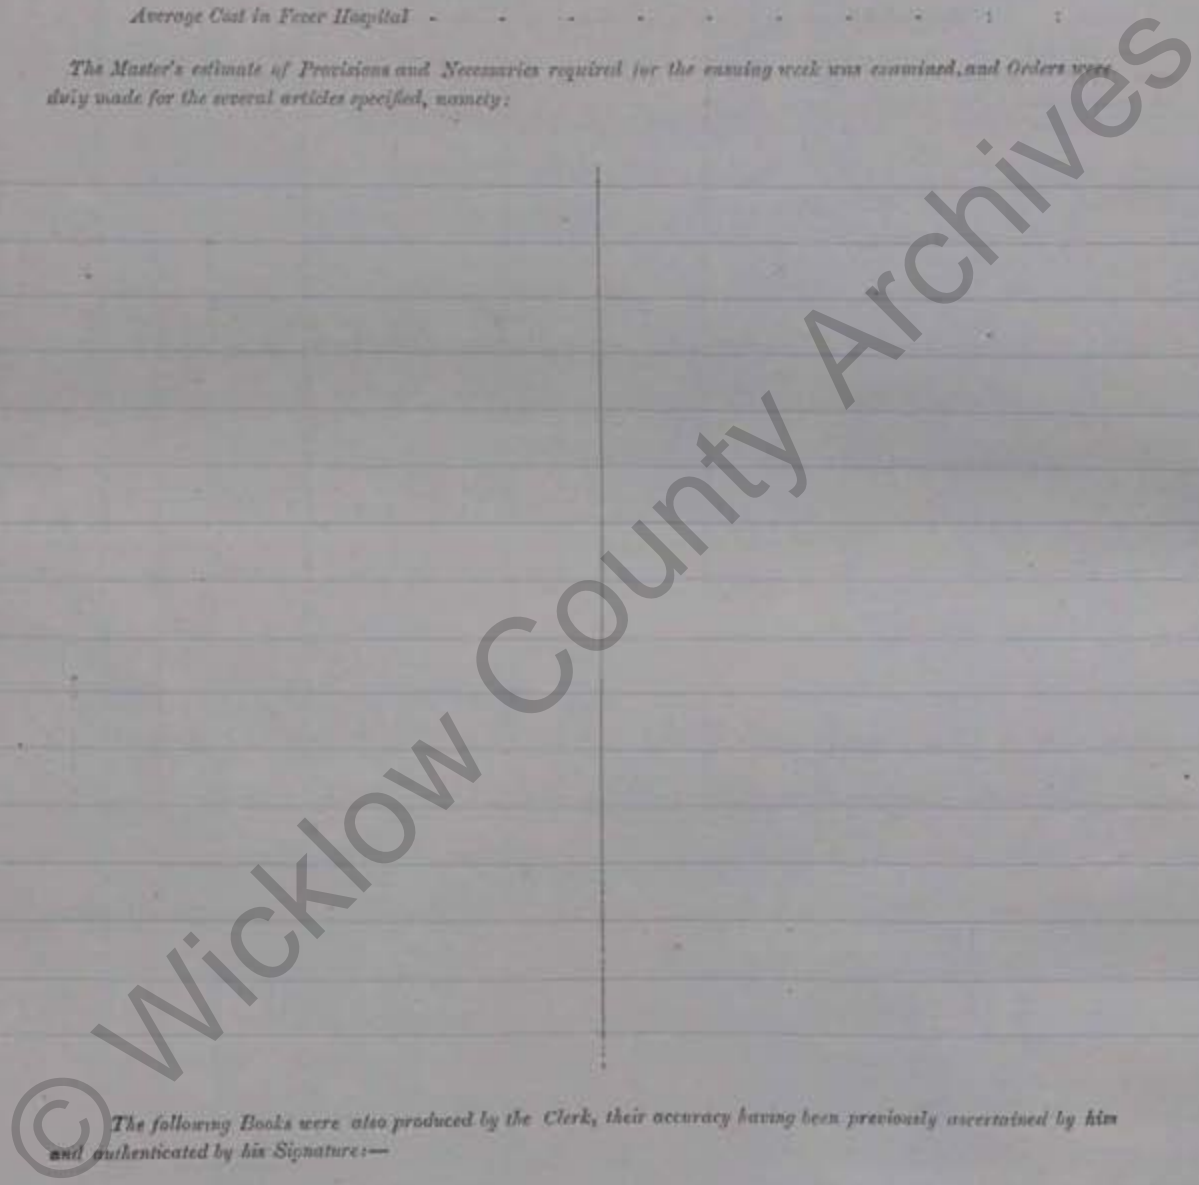 Average Cost in Fever Hospital - - - - - - - - : :
The Master's estimate of Provisions and Necessaries required for the ensuing week was examined, and Orders were
duly made for the several articles specified, namely:
© Wicklow County Archives
The following Books were also produced by the Clerk, their accuracy having been previously ascertained by him
and authenticated by his Signature:—